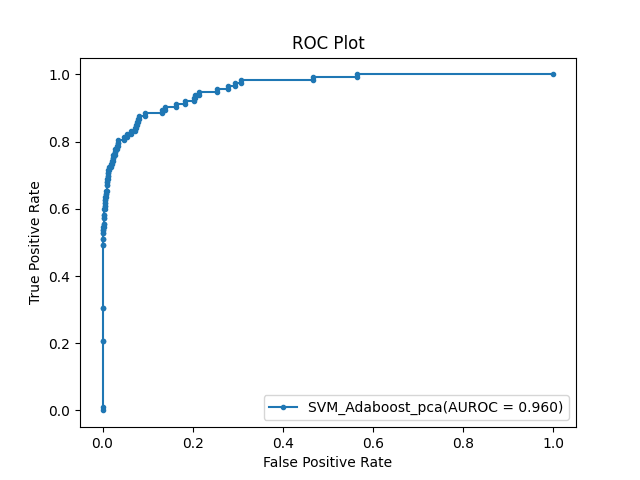 ROC Plot
1.0
0.8
0.6
0.4
0.2
0.0
True Positive Rate
SVM_Adaboost_pca(AUROC = 0.960)
0.0 0.2 0.4 0.6 0.8 1.0
False Positive Rate